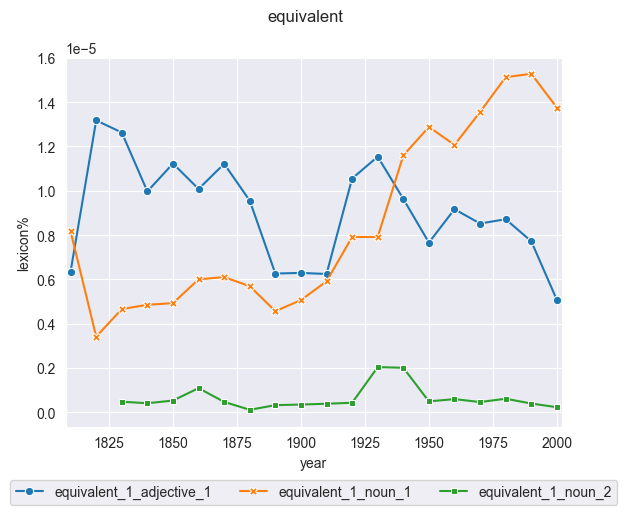 equivalent
1e−5
1.6
1.4
1.2
1.0
0.8
0.6
0.4
0.2
0.0
lexicon%
1825 1850 1875 1900 1925 1950 1975 2000
year
equivalent_1_adjective_1 equivalent_1_noun_1 equivalent_1_noun_2